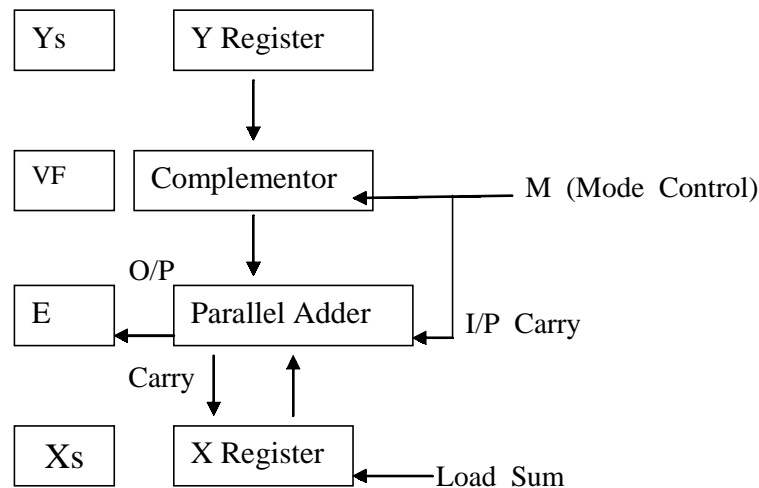 Ys
Y Register
VF
Complementor
M (Mode Control)
O/P
E
Parallel Adder
I/P Carry
Carry
Xs
X Register
Load Sum